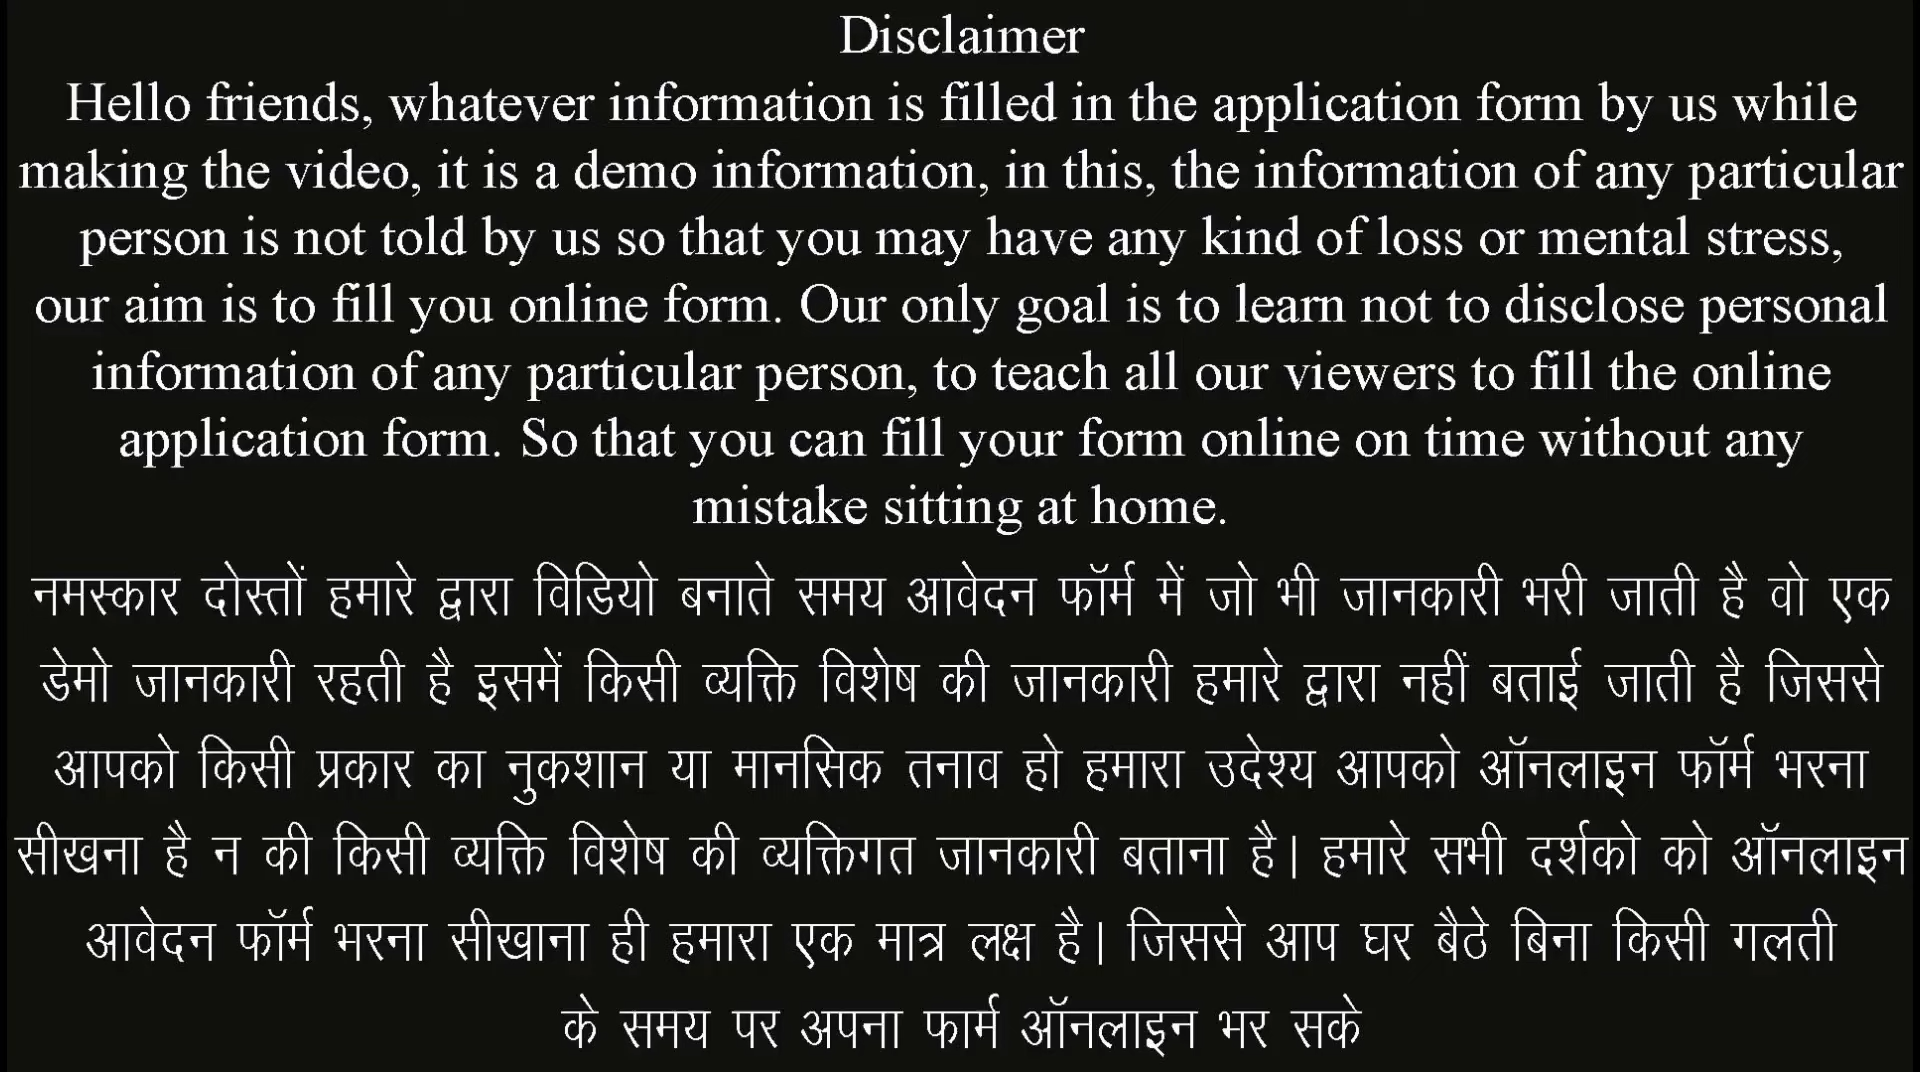 Disclaimer
Hello friends, whatever information is filled in the application form by us while
making the video, it is a demo information, in this, the information of any particular
person is not told by us so that you may have any kind of loss or mental stress,
our aim is to fill you online form. Our only goal is to learn not to disclose personal
information of any particular person, to teach all our viewers to fill the online
application form. So that you can fill your form online on time without any
mistake sitting at home.
नमस्कार दोस्तों हमारे द्वारा विडियो बनाते समय आवेदन फॉर्म में जो भी जानकारी भरी जाती है वो एक
डेमो जानकारी रहती है इसमें किसी व्यक्ति विशेष की जानकारी हमारे द्वारा नहीं बताई जाती है जिससे
आपको किसी प्रकार का नुकशान या मानसिक तनाव हो हमारा उदेश्य आपको ऑनलाइन फॉर्म भरना
सीखना है न की किसी व्यक्ति विशेष की व्यक्तिगत जानकारी बताना है| हमारे सभी दर्शको को ऑनलाइन
आवेदन फॉर्म भरना सीखाना ही हमारा एक मात्र लक्ष है| जिससे आप घर बैठे बिना किसी गलती
के समय पर अपना फार्म ऑनलाइन भर सके